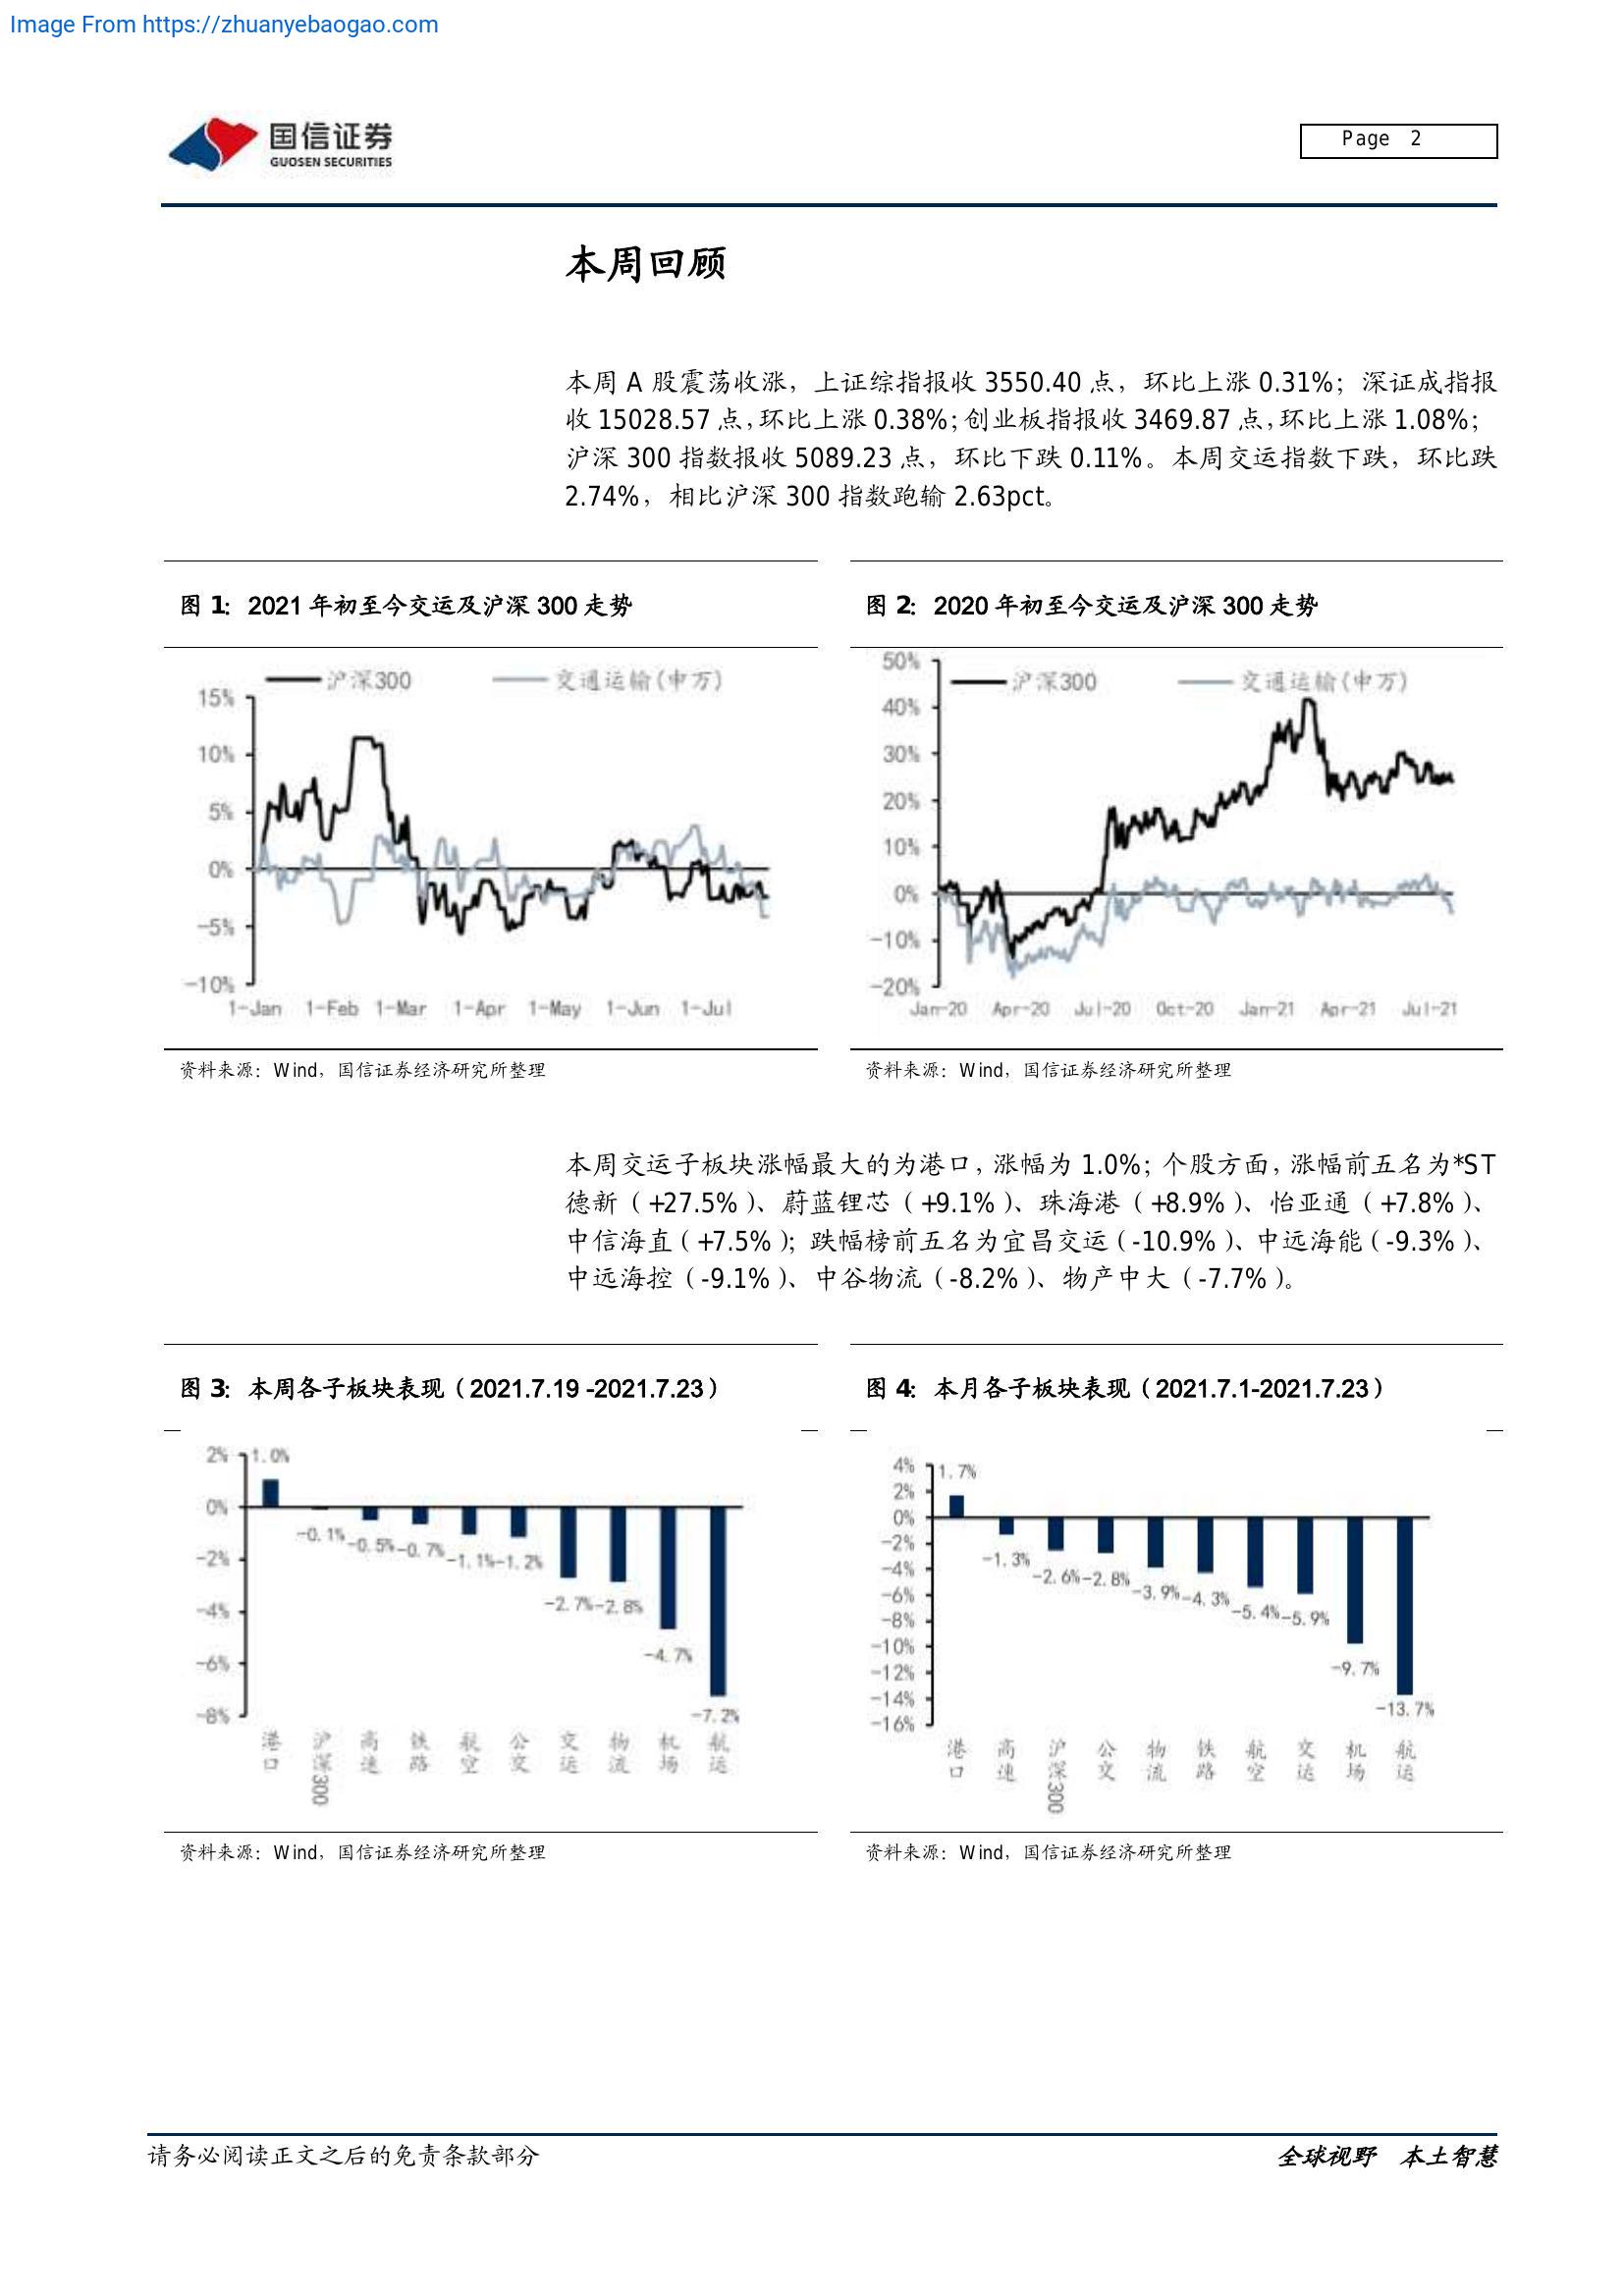 Image From https://zhuanyebaogao.com
国信证券
GUOSEN SECURITIES
Page 2
本周回顾
本周 A 股震荡收涨，上证综指报收 3550.40 点，环比上涨 0.31%；深证成指报
收 15028.57 点，环比上涨 0.38%；创业板指报收 3469.87 点，环比上涨 1.08%；
沪深 300 指数报收 5089.23 点，环比下跌 0.11%。本周交运指数下跌，环比跌
2.74%，相比沪深 300 指数跑输 2.63pct。
图 1：2021 年初至今交运及沪深 300 走势
沪深300 交通运输(申万)
15%
10%
5%
0%
-5%
-10%
1-Jan 1-Feb 1-Mar 1-Apr 1-May 1-Jun 1-Jul
资料来源：Wind，国信证券经济研究所整理
图 2：2020 年初至今交运及沪深 300 走势
沪深300 交通运输(申万)
50%
40%
30%
20%
10%
0%
-10%
-20%
Jan-20 Apr-20 Jul-20 Oct-20 Jan-21 Apr-21 Jul-21
资料来源：Wind，国信证券经济研究所整理
本周交运子板块涨幅最大的为港口，涨幅为 1.0%；个股方面，涨幅前五名为*ST
德新（+27.5%）、蔚蓝锂芯（+9.1%）、珠海港（+8.9%）、怡亚通（+7.8%）、
中信海直（+7.5%）；跌幅榜前五名为宜昌交运（-10.9%）、中远海能（-9.3%）、
中远海控（-9.1%）、中谷物流（-8.2%）、物产中大（-7.7%）。
图 3：本周各子板块表现（2021.7.19 -2021.7.23）
2%
0%
-2%
-4%
-6%
-8%
1.0% -0.1% -0.5% -0.7% -1.1% -1.2% -2.7% -2.8% -4.7% -7.2%
港口 沪深300 高速 铁路 航空 公交 交运 物流 机场 航运
资料来源：Wind，国信证券经济研究所整理
图 4：本月各子板块表现（2021.7.1-2021.7.23）
4%
2%
0%
-2%
-4%
-6%
-8%
-10%
-12%
-14%
-16%
1.7% -1.3% -2.6% -2.8% -3.9% -4.3% -5.4% -5.9% -9.7% -13.7%
港口 高速 沪深300 公交 物流 铁路 航空 交运 机场 航运
资料来源：Wind，国信证券经济研究所整理
请务必阅读正文之后的免责条款部分
全球视野 本土智慧